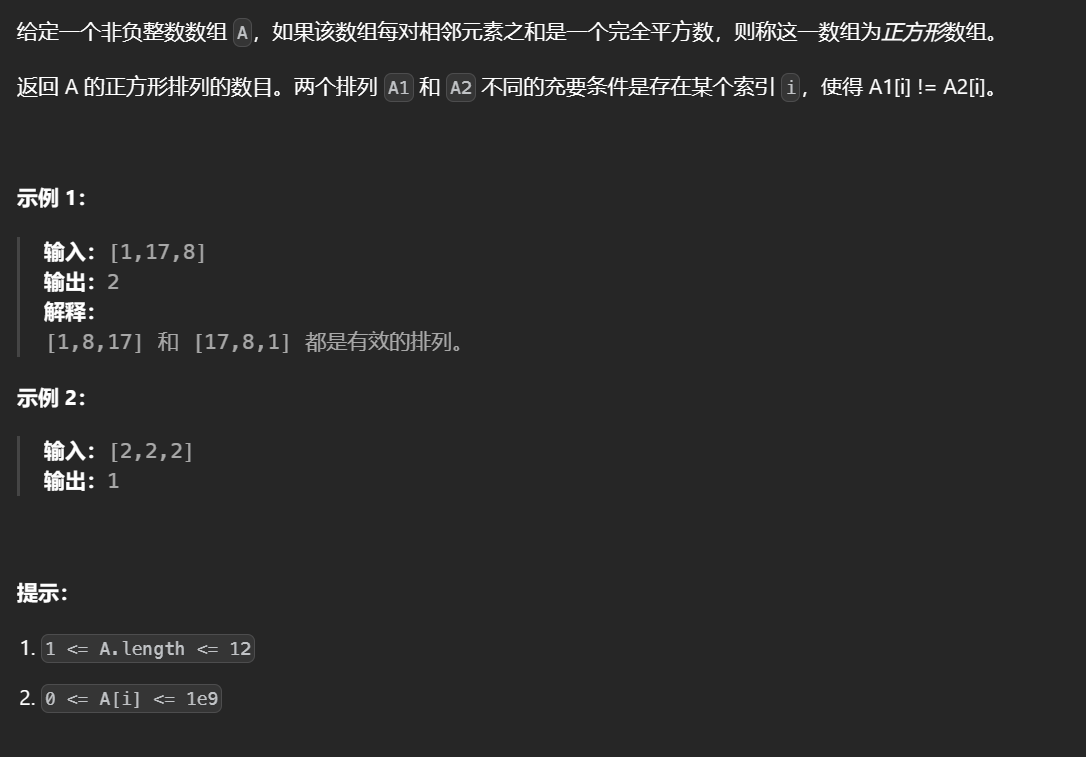 给定一个非负整数数组 A，如果该数组每对相邻元素之和是一个完全平方数，则称这一数组为正方形数组。
返回 A 的正方形排列的数目。两个排列 A1 和 A2 不同的充要条件是存在某个索引 i，使得 A1[i] != A2[i]。
示例 1：
输入：[1,17,8]
输出：2
解释：
[1,8,17] 和 [17,8,1] 都是有效的排列。
示例 2：
输入：[2,2,2]
输出：1
提示：
1. 1 <= A.length <= 12
2. 0 <= A[i] <= 1e9